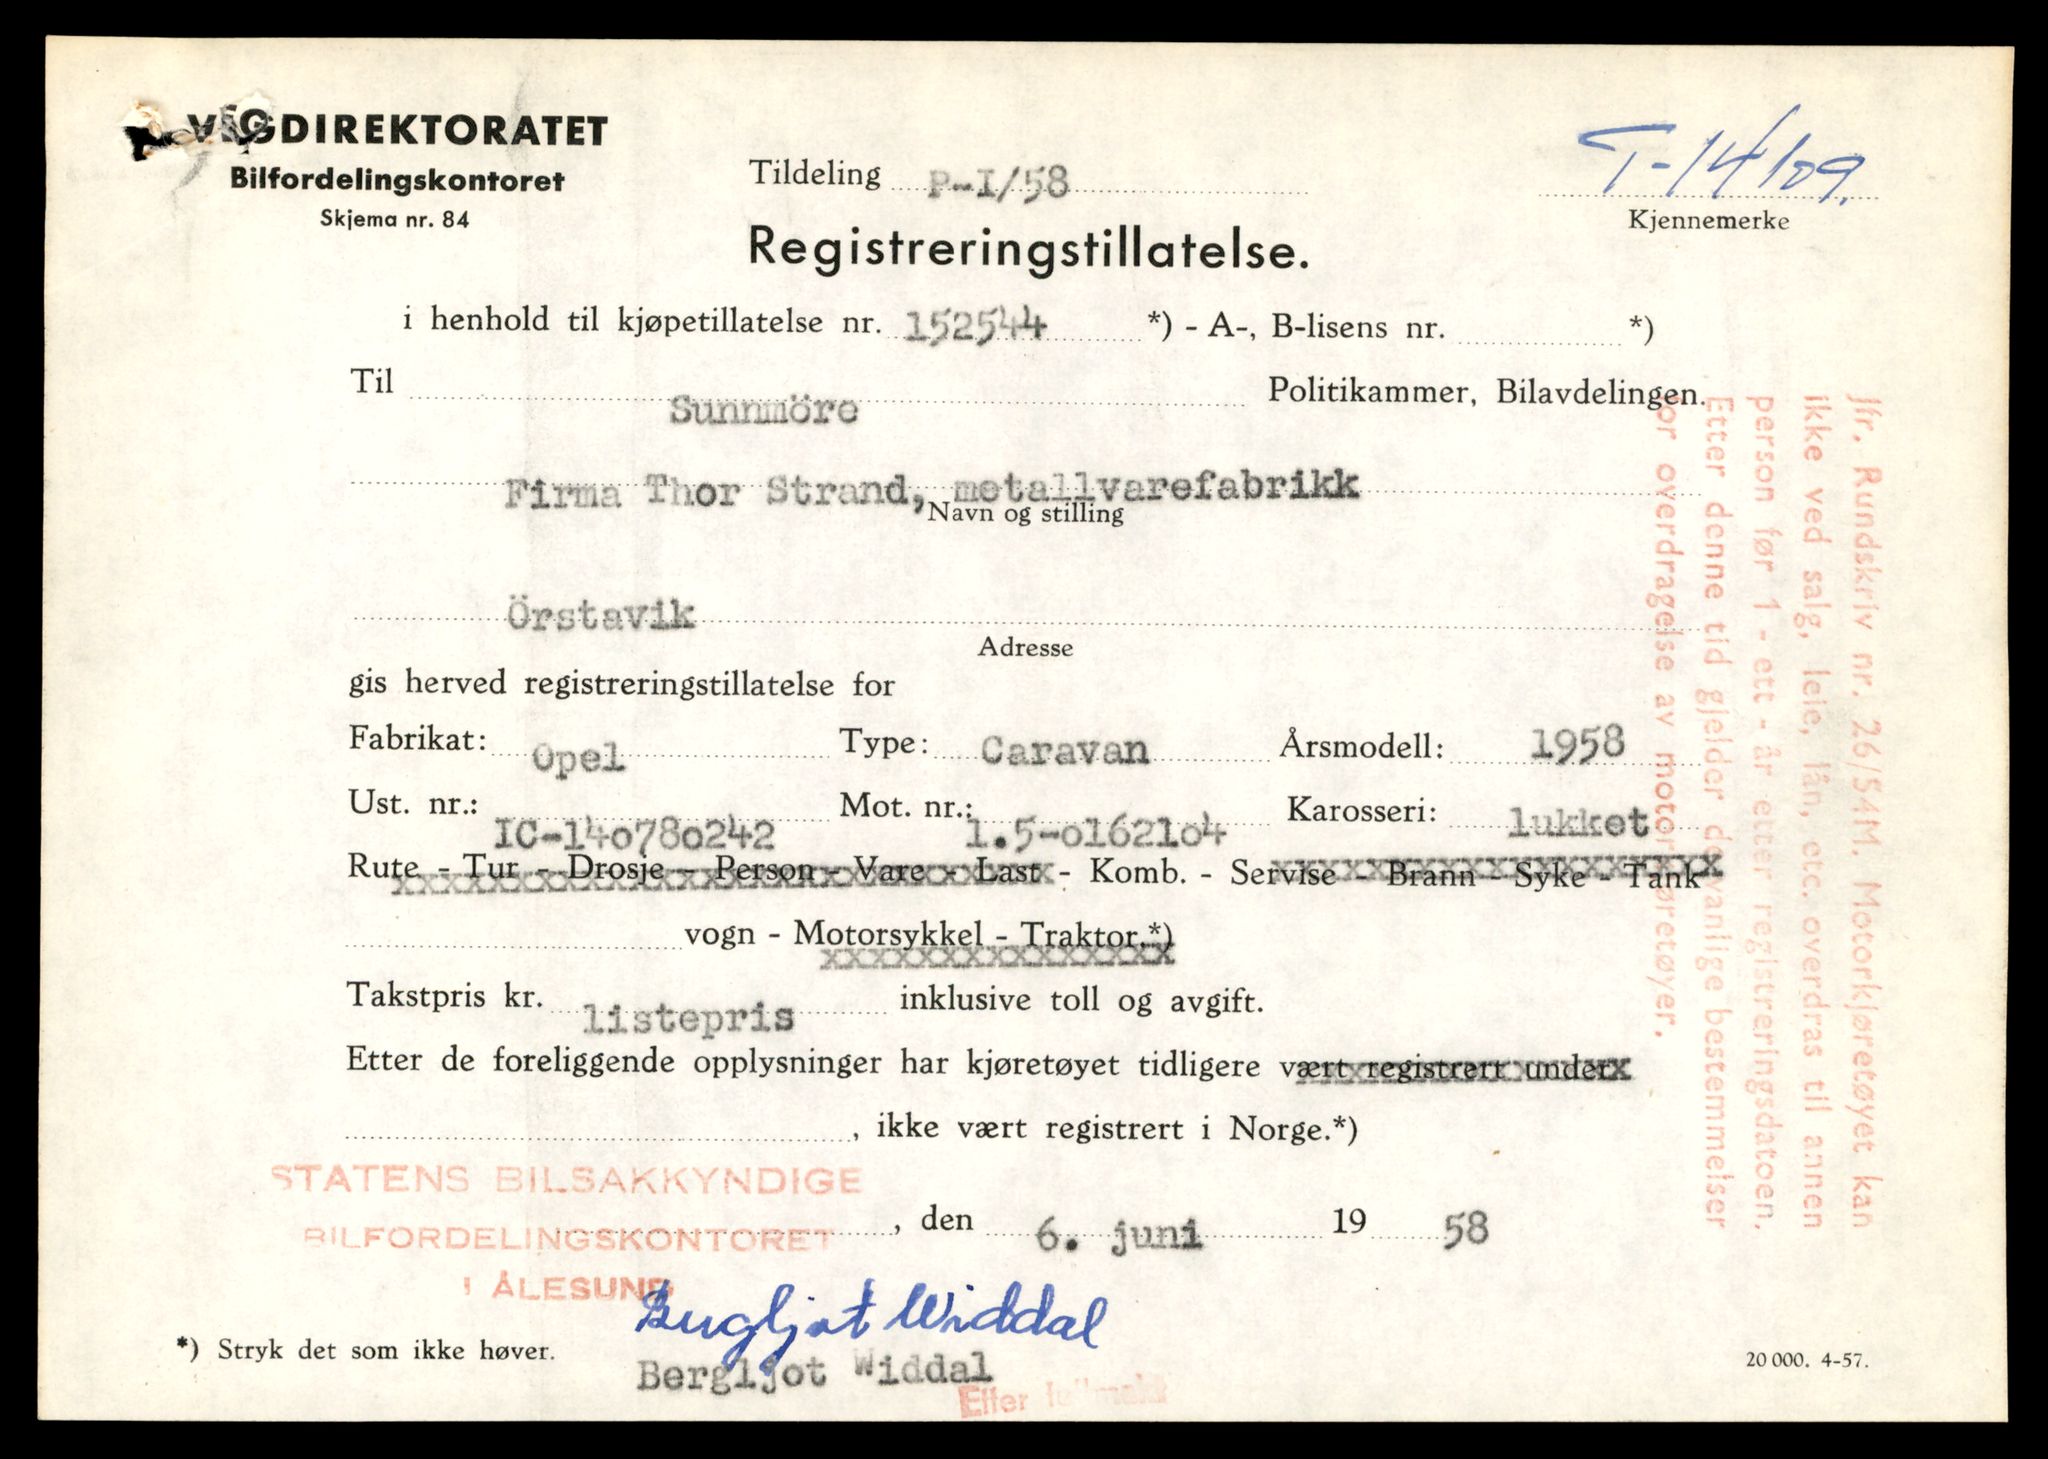 VEGDIREKTORATET
Bilfordelingskontoret
Skjema nr. 84
Tildeling P-I/58
T-14109.
Kjennemerke
Registreringstillatelse.
i henhold til kjøpetillatelse nr. 152544 *) - A-, B-lisens nr. *)
Til Sunnmöre Politikammer, Bilavdelingen.
Firma Thor Strand, metallvarefabrikk
Navn og stilling
Örstavik
Adresse
gis herved registreringstillatelse for
Fabrikat: Opel Type: Caravan Årsmodell: 1958
Ust. nr.: IC-140780242 Mot. nr.: 1.5-0162104 Karosseri: lukket
Rute - Tur - Drosje - Person - Vare - Last - Komb. - Servise - Brann - Syke - Tank
vogn - Motorsykkel - Traktor.*)
Takstpris kr. listepris inklusive toll og avgift.
Etter de foreliggende opplysninger har kjøretøyet tidligere vært registrert under
, ikke vært registrert i Norge.*)
STATENS BILSAKKYNDIGE
BILFORDELINGSKONTORET
I ÅLESUND
, den 6. juni 19 58
Bergljot Widdal
Bergljot Widdal
Etter fullmakt
*) Stryk det som ikke høver.
20 000. 4-57.
Jfr. Rundskriv nr. 26/54M. Motorkjøretøyet kan
ikke ved salg, leie, lån, etc. overdras til annen
person før 1 - ett - år etter registreringsdatoen.
Etter denne tid gjelder de vanlige bestemmelser
for overdragelse av motorkjøretøyer.